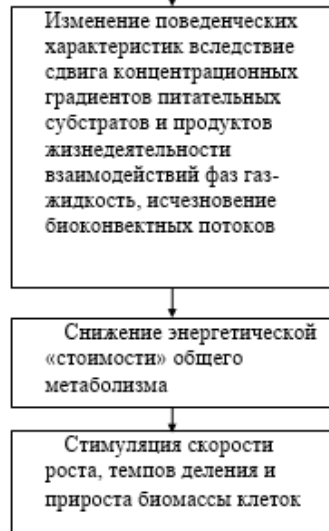 Изменение поведенческих
характеристик вследствие
сдвига концентрационных
градиентов питательных
субстратов и продуктов
жизнедеятельности
взаимодействий фаз газ-
жидкость, исчезновение
биоконвектных потоков
Снижение энергетической
«стоимости» общего
метаболизма
Стимуляция скорости
роста, темпов деления и
прироста биомассы клеток